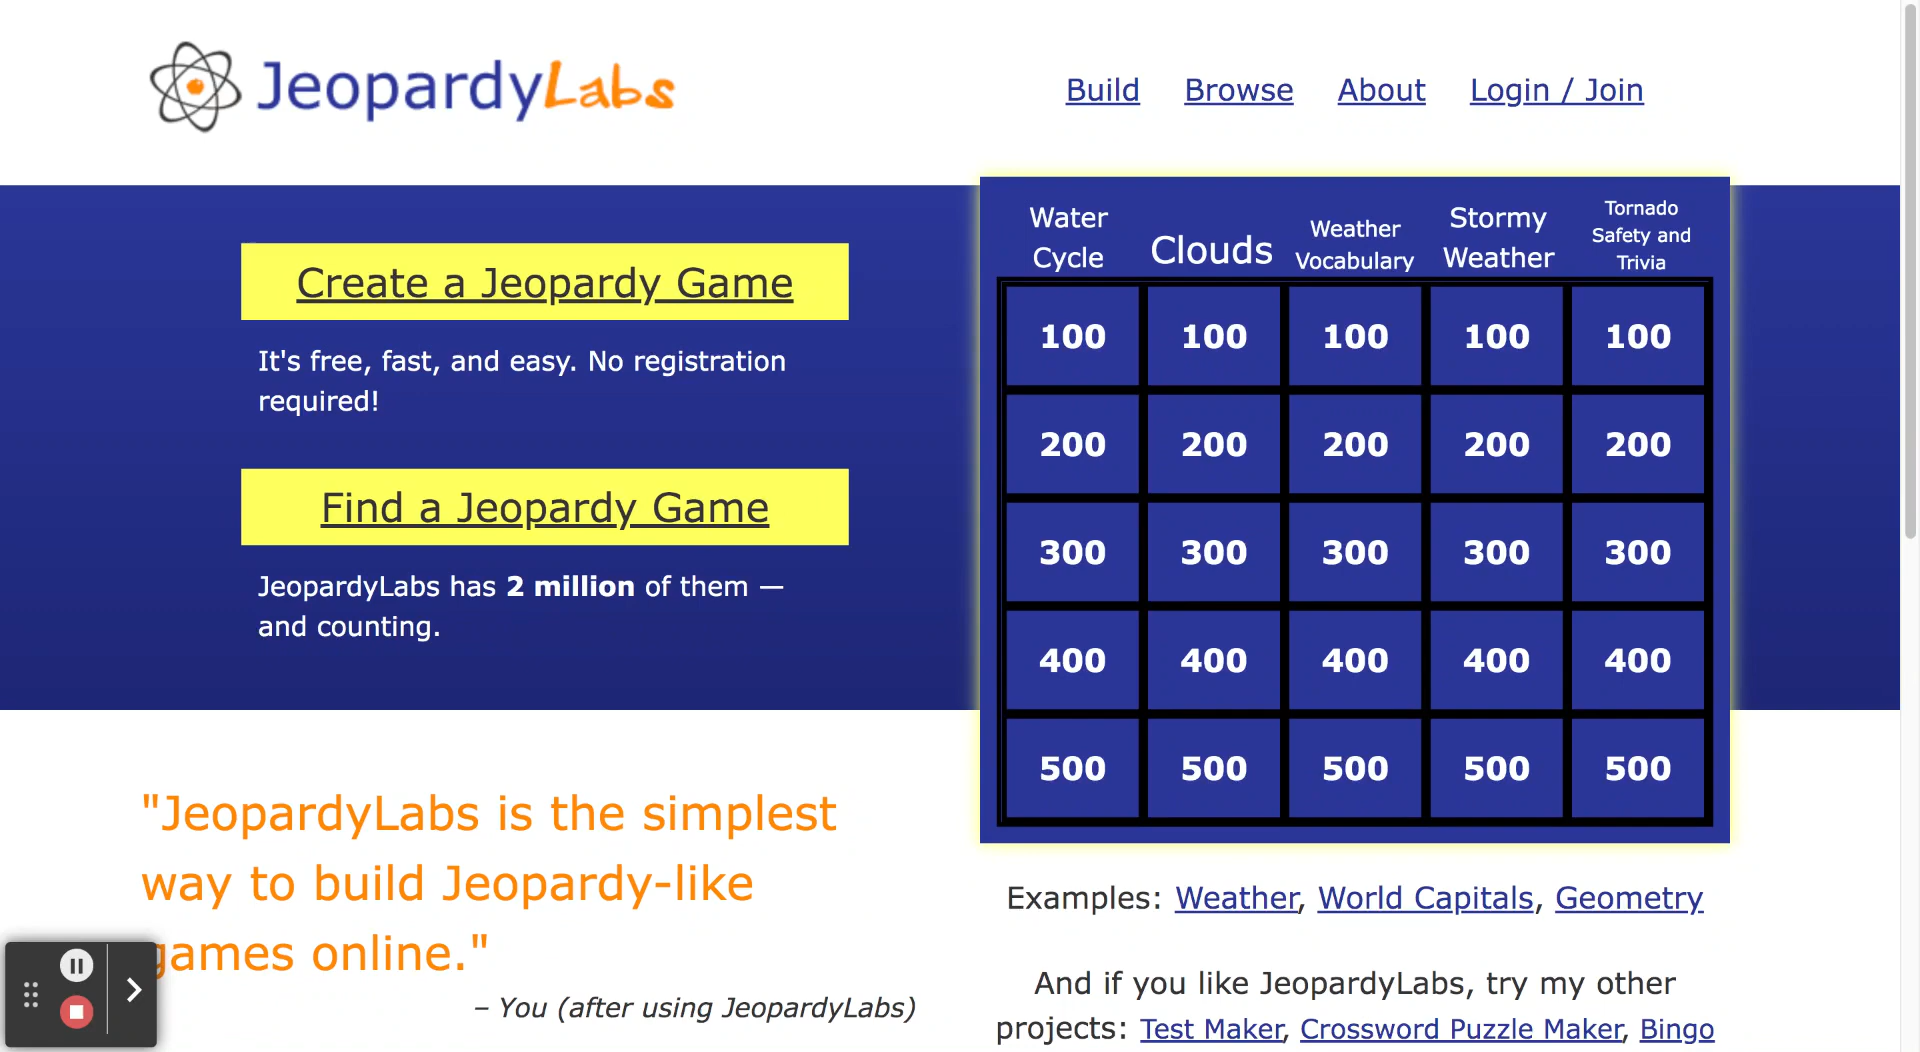 JeopardyLabs
Build Browse About Login / Join
Create a Jeopardy Game
It's free, fast, and easy. No registration
required!
Find a Jeopardy Game
JeopardyLabs has 2 million of them —
and counting.
Water
Cycle
Clouds
Weather
Vocabulary
Stormy
Weather
Tornado
Safety and
Trivia
100 100 100 100 100
200 200 200 200 200
300 300 300 300 300
400 400 400 400 400
500 500 500 500 500
"JeopardyLabs is the simplest
way to build Jeopardy-like
games online."
– You (after using JeopardyLabs)
Examples: Weather, World Capitals, Geometry
And if you like JeopardyLabs, try my other
projects: Test Maker, Crossword Puzzle Maker, Bingo